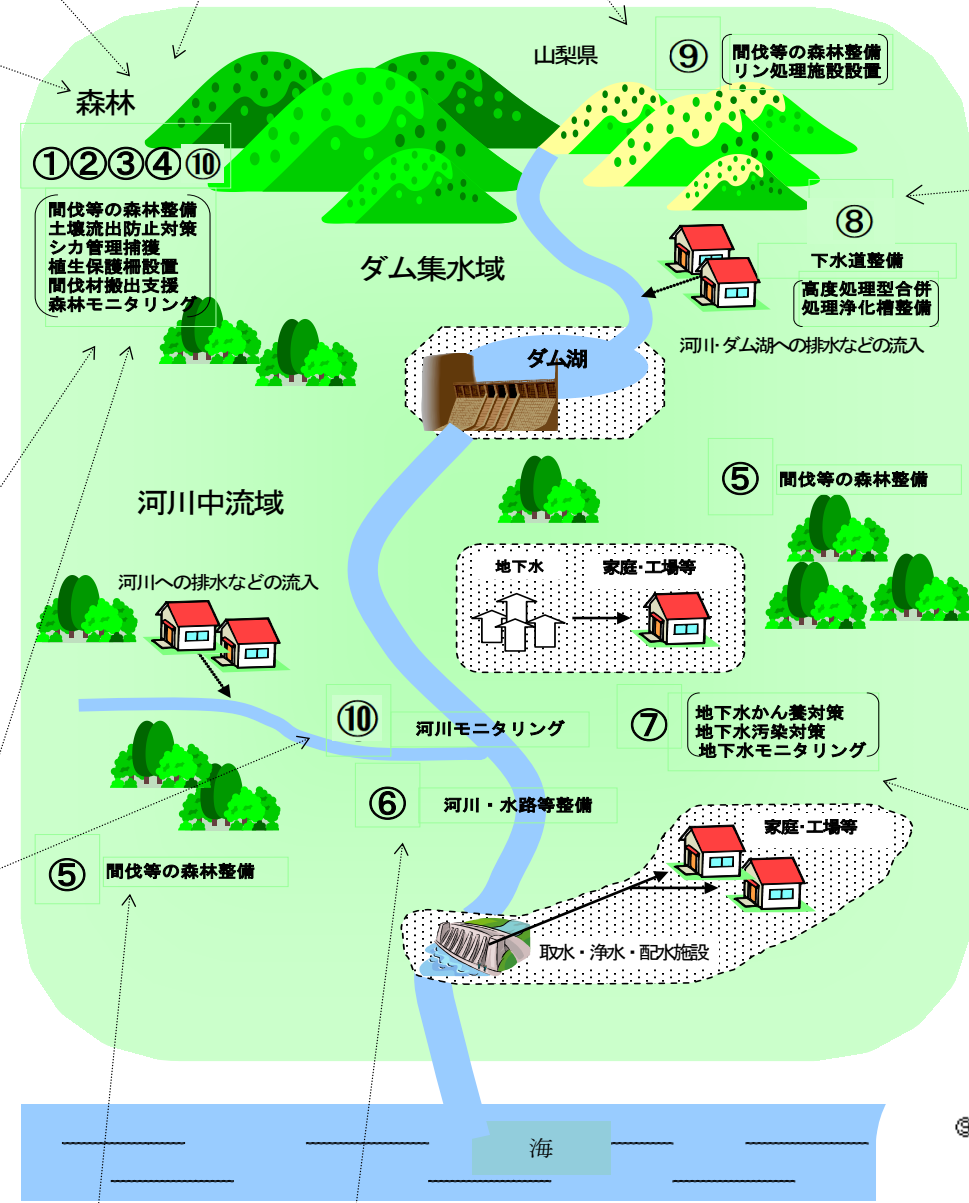 山梨県
⑨
間伐等の森林整備
リン処理施設設置
森林
①②③④⑩
間伐等の森林整備
土壌流出防止対策
シカ管理捕獲
植生保護柵設置
間伐材搬出支援
森林モニタリング
⑧
下水道整備
高度処理型合併
処理浄化槽整備
ダム集水域
河川・ダム湖への排水などの流入
ダム湖
⑤
間伐等の森林整備
河川中流域
地下水
家庭・工場等
河川への排水などの流入
⑩
河川モニタリング
⑦
地下水かん養対策
地下水汚染対策
地下水モニタリング
⑥
河川・水路等整備
家庭・工場等
⑤
間伐等の森林整備
取水・浄水・配水施設
海